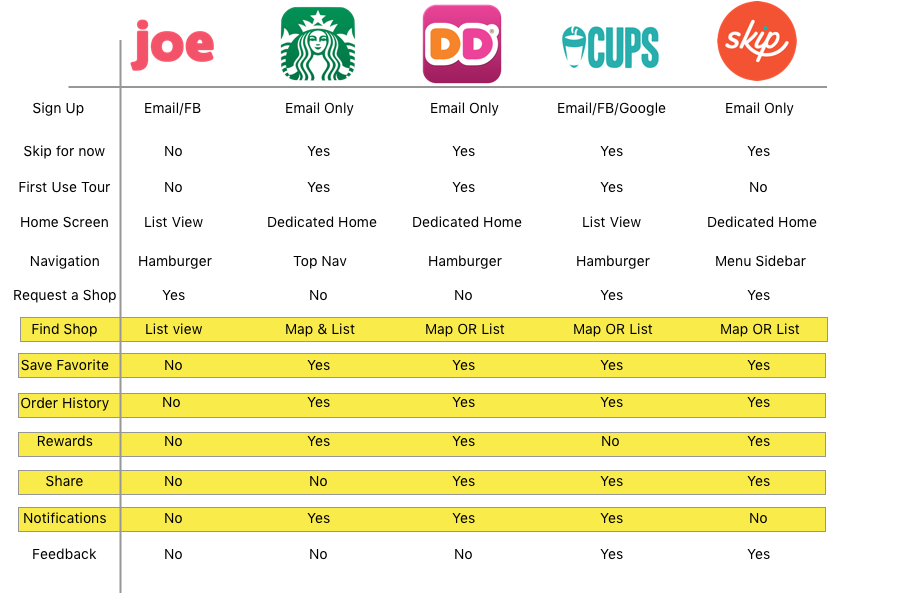 joe DD CUPS skip
Sign Up Email/FB Email Only Email Only Email/FB/Google Email Only
Skip for now No Yes Yes Yes Yes
First Use Tour No Yes Yes Yes No
Home Screen List View Dedicated Home Dedicated Home List View Dedicated Home
Navigation Hamburger Top Nav Hamburger Hamburger Menu Sidebar
Request a Shop Yes No No Yes Yes
Find Shop List view Map & List Map OR List Map OR List Map OR List
Save Favorite No Yes Yes Yes Yes
Order History No Yes Yes Yes Yes
Rewards No Yes Yes No Yes
Share No No Yes Yes Yes
Notifications No Yes Yes Yes No
Feedback No No No Yes Yes